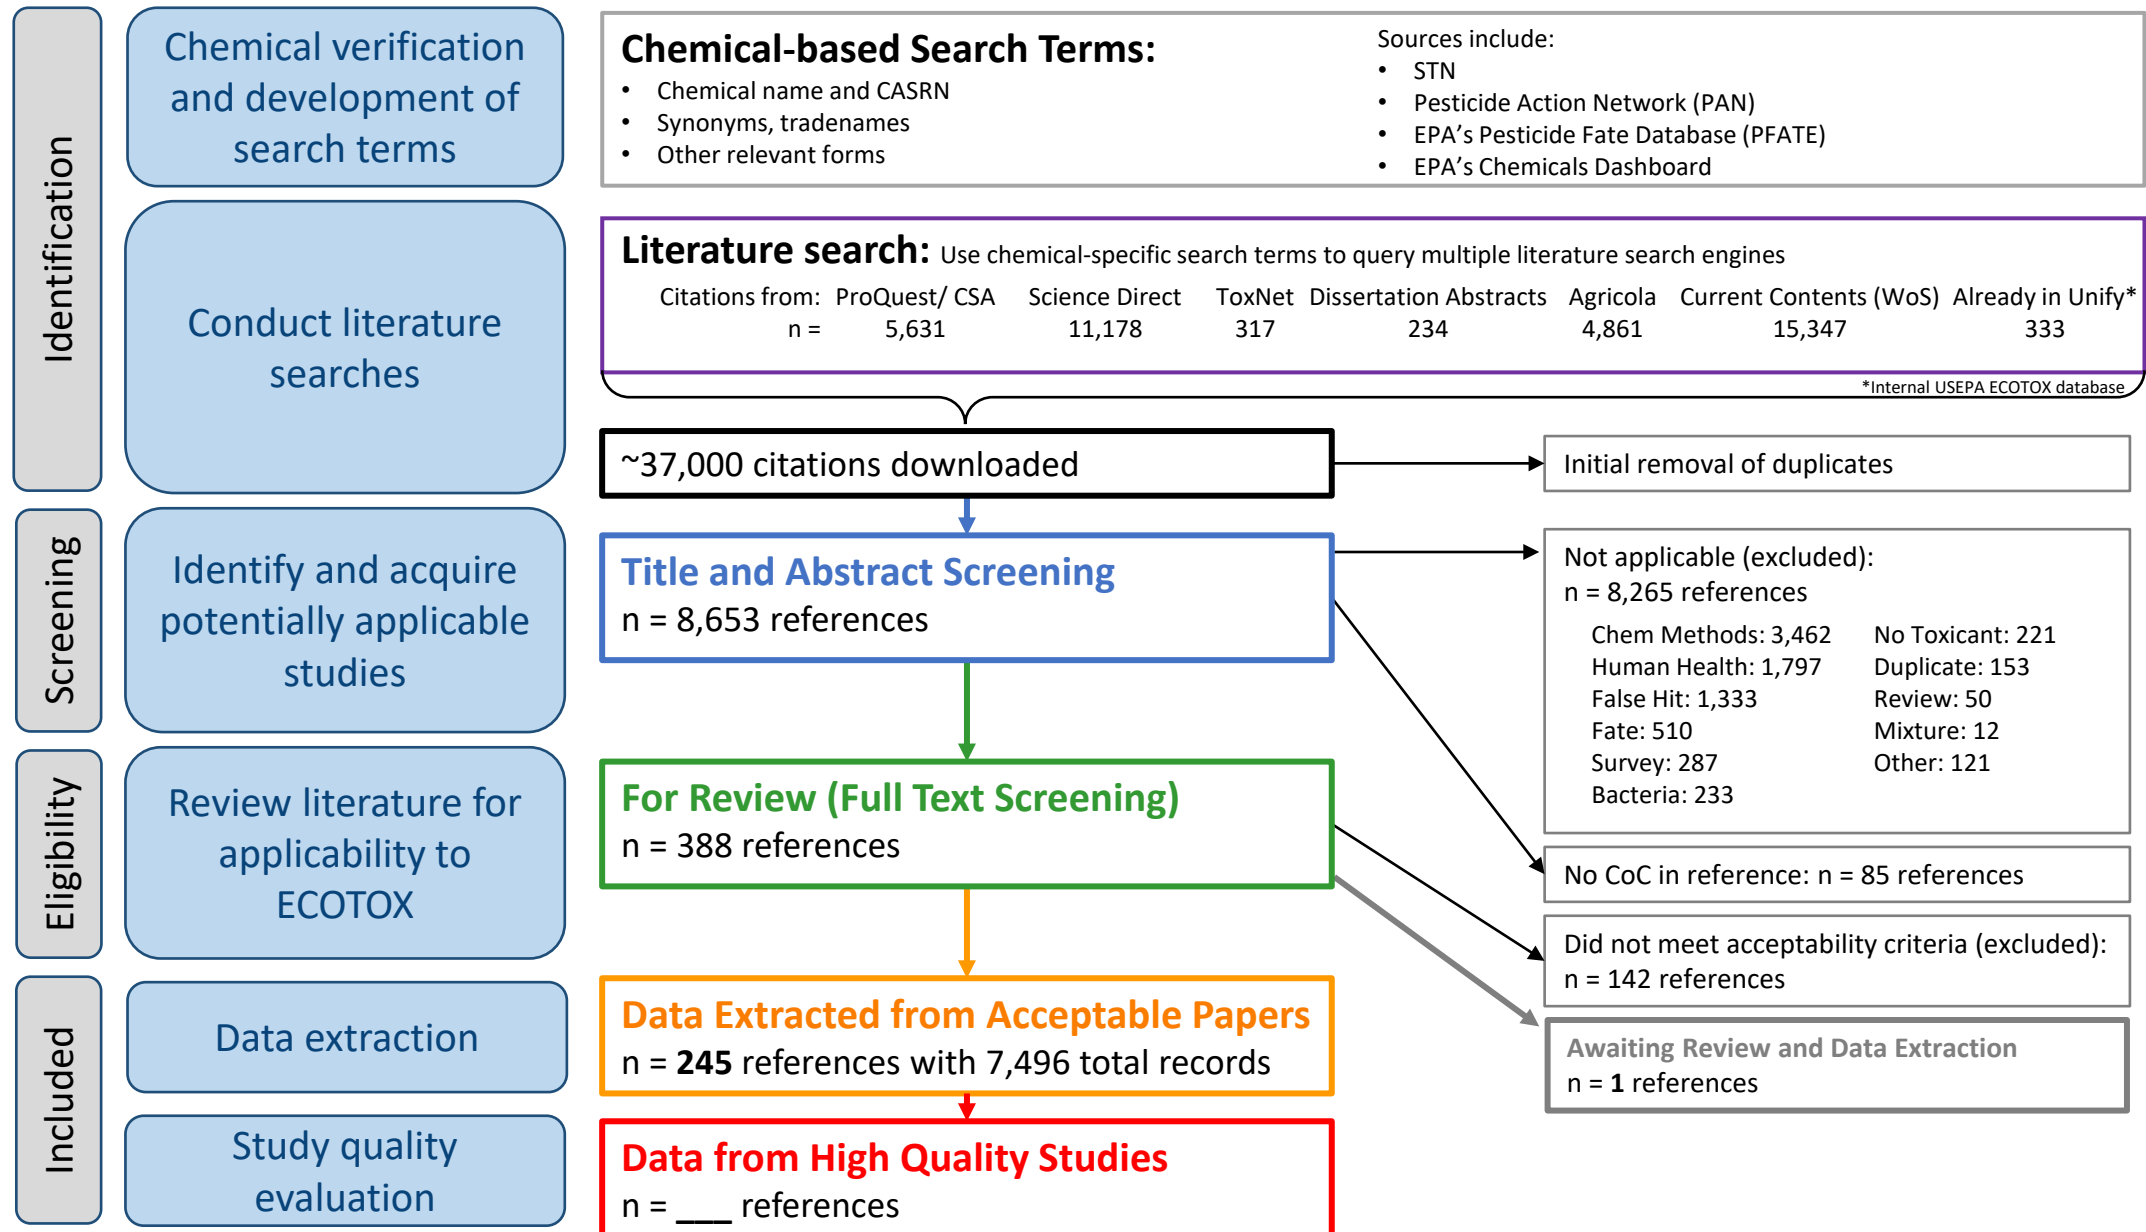 Identification
Chemical verification
and development of
search terms
Chemical-based Search Terms:
• Chemical name and CASRN
• Synonyms, tradenames
• Other relevant forms
Sources include:
• STN
• Pesticide Action Network (PAN)
• EPA's Pesticide Fate Database (PFATE)
• EPA's Chemicals Dashboard
Conduct literature
searches
Literature search: Use chemical-specific search terms to query multiple literature search engines
Citations from: ProQuest/ CSA Science Direct ToxNet Dissertation Abstracts Agricola Current Contents (WoS) Already in Unify*
n = 5,631 11,178 317 234 4,861 15,347 333
*Internal USEPA ECOTOX database
~37,000 citations downloaded
Initial removal of duplicates
Screening
Identify and acquire
potentially applicable
studies
Title and Abstract Screening
n = 8,653 references
Not applicable (excluded):
n = 8,265 references
Chem Methods: 3,462
Human Health: 1,797
False Hit: 1,333
Fate: 510
Survey: 287
Bacteria: 233
No Toxicant: 221
Duplicate: 153
Review: 50
Mixture: 12
Other: 121
No CoC in reference: n = 85 references
Eligibility
Review literature for
applicability to
ECOTOX
For Review (Full Text Screening)
n = 388 references
Did not meet acceptability criteria (excluded):
n = 142 references
Awaiting Review and Data Extraction
n = 1 references
Included
Data extraction
Data Extracted from Acceptable Papers
n = 245 references with 7,496 total records
Study quality
evaluation
Data from High Quality Studies
n = ___ references